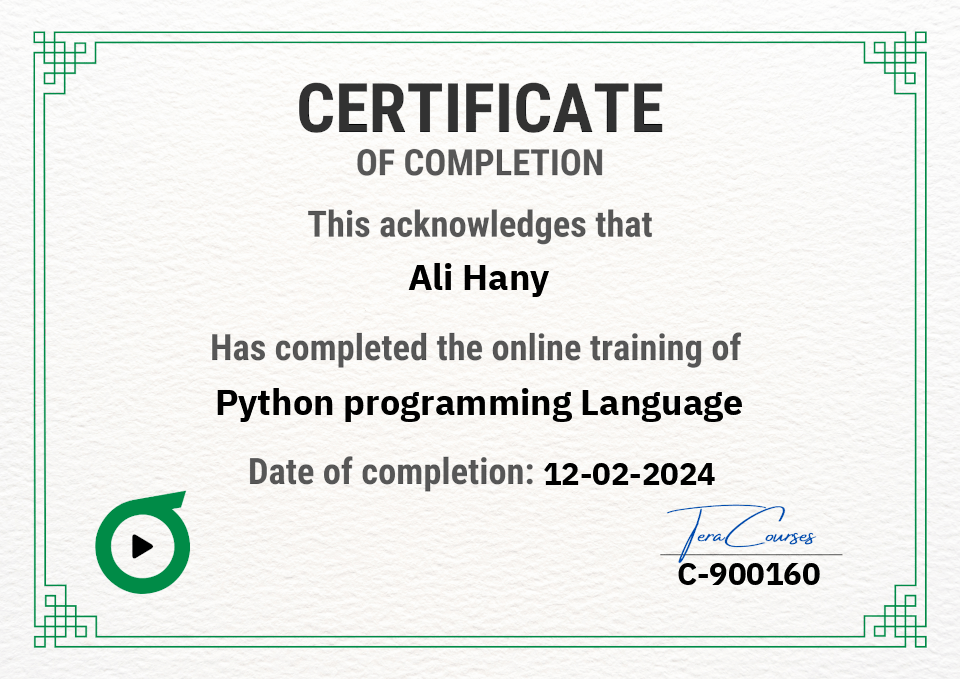 CERTIFICATE
OF COMPLETION
This acknowledges that
Ali Hany
Has completed the online training of
Python programming Language
Date of completion: 12-02-2024
TeraCourses
C-900160